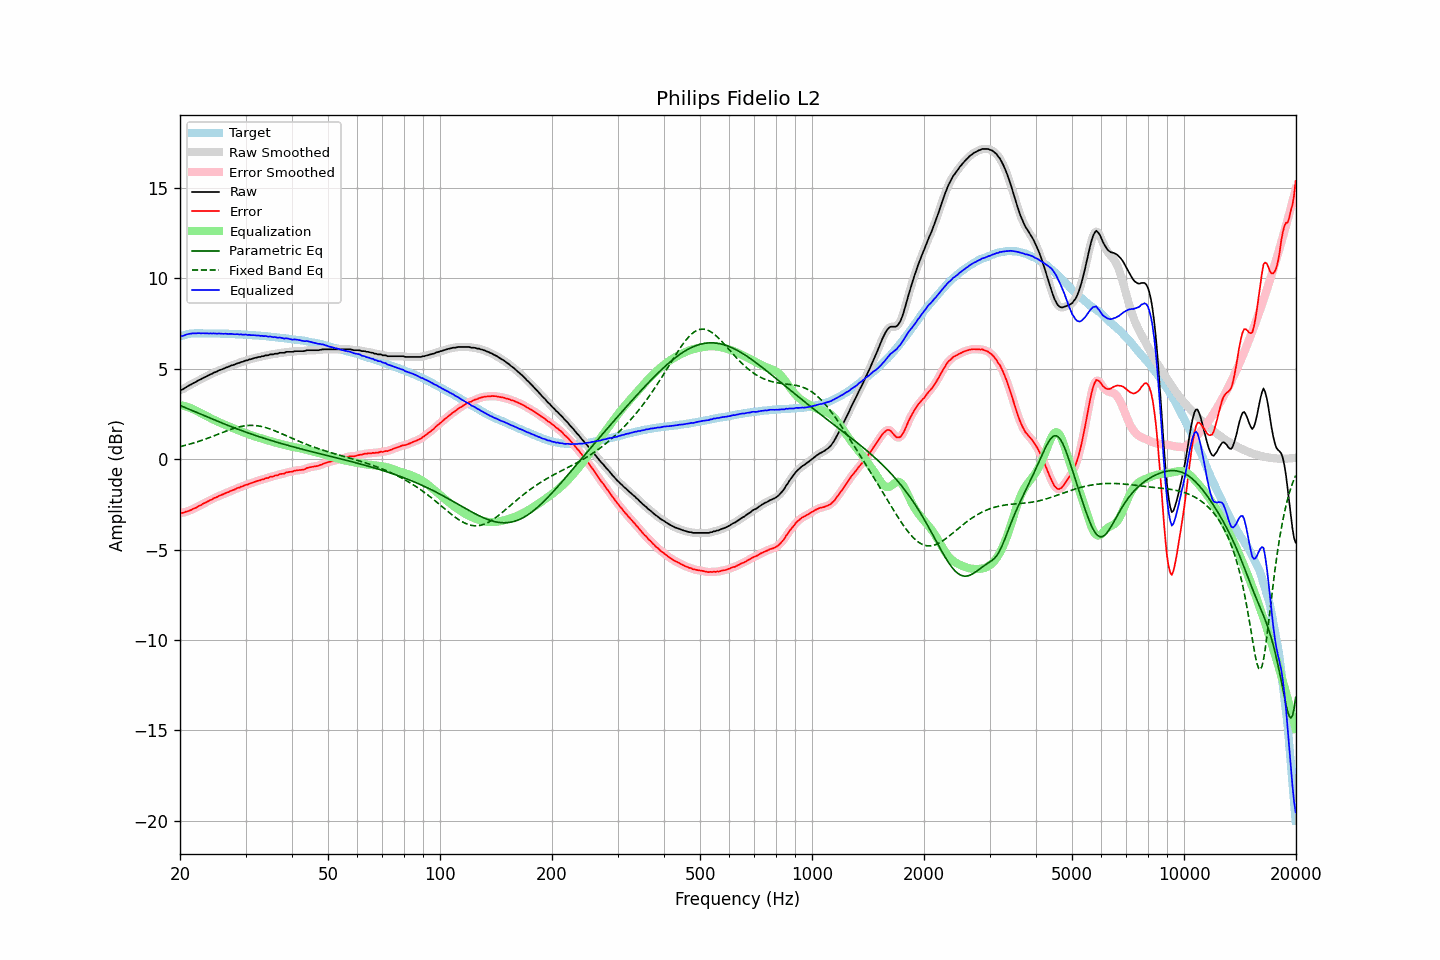 Philips Fidelio L2
Target
Raw Smoothed
Error Smoothed
Raw
Error
Equalization
Parametric Eq
Fixed Band Eq
Equalized
15
10
5
0
−5
−10
−15
−20
Amplitude (dBr)
20 50 100 200 500 1000 2000 5000 10000 20000
Frequency (Hz)